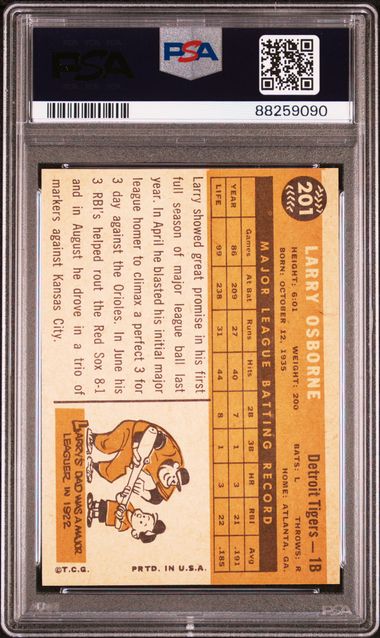 PSA
PSA
88259090
201
LARRY OSBORNE
Detroit Tigers—1B
HEIGHT: 6:01 WEIGHT: 200 BATS: L THROWS: R
BORN: OCTOBER 12, 1935 HOME: ATLANTA, GA.
MAJOR LEAGUE BATTING RECORD
Games At Bat Runs Hits 2B 3B HR RBI Avg
YEAR 86 209 27 40 7 1 3 21 .191
LIFE 99 238 31 44 8 1 3 22 .185
Larry showed great promise in his first
full season of major league ball last
year. In April he blasted his initial major
league homer to climax a perfect 3 for
3 day against the Orioles. In June his
3 RBI's helped rout the Red Sox 8-1
and in August he drove in a trio of
markers against Kansas City.
LARRY'S DAD WAS A MAJOR
LEAGUER IN 1922.
©T.C.G. PRTD. IN U.S.A.